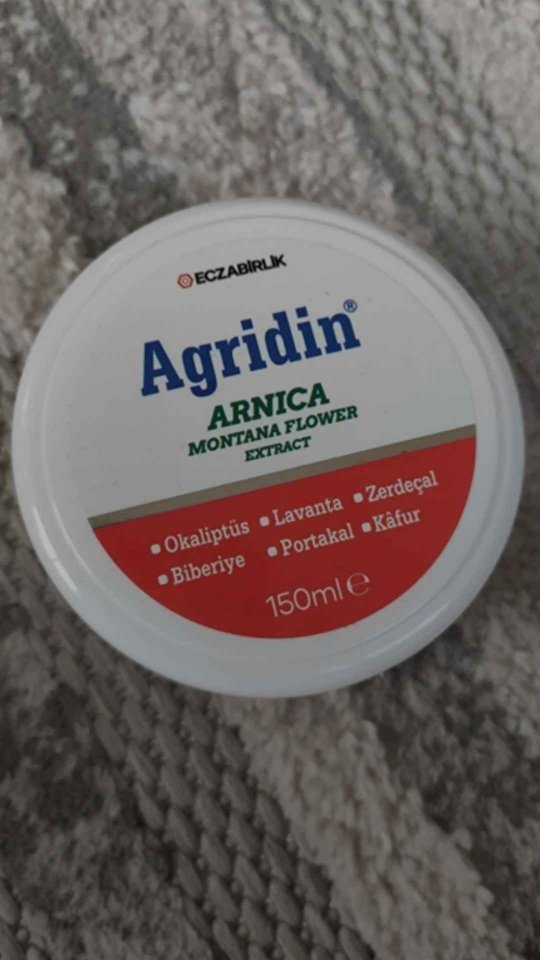 ECZABİRLİK
Agridin®
ARNICA
MONTANA FLOWER
EXTRACT
▪ Okaliptüs ▪ Lavanta ▪ Zerdeçal
▪ Biberiye ▪ Portakal ▪ Kâfur
150ml ℮